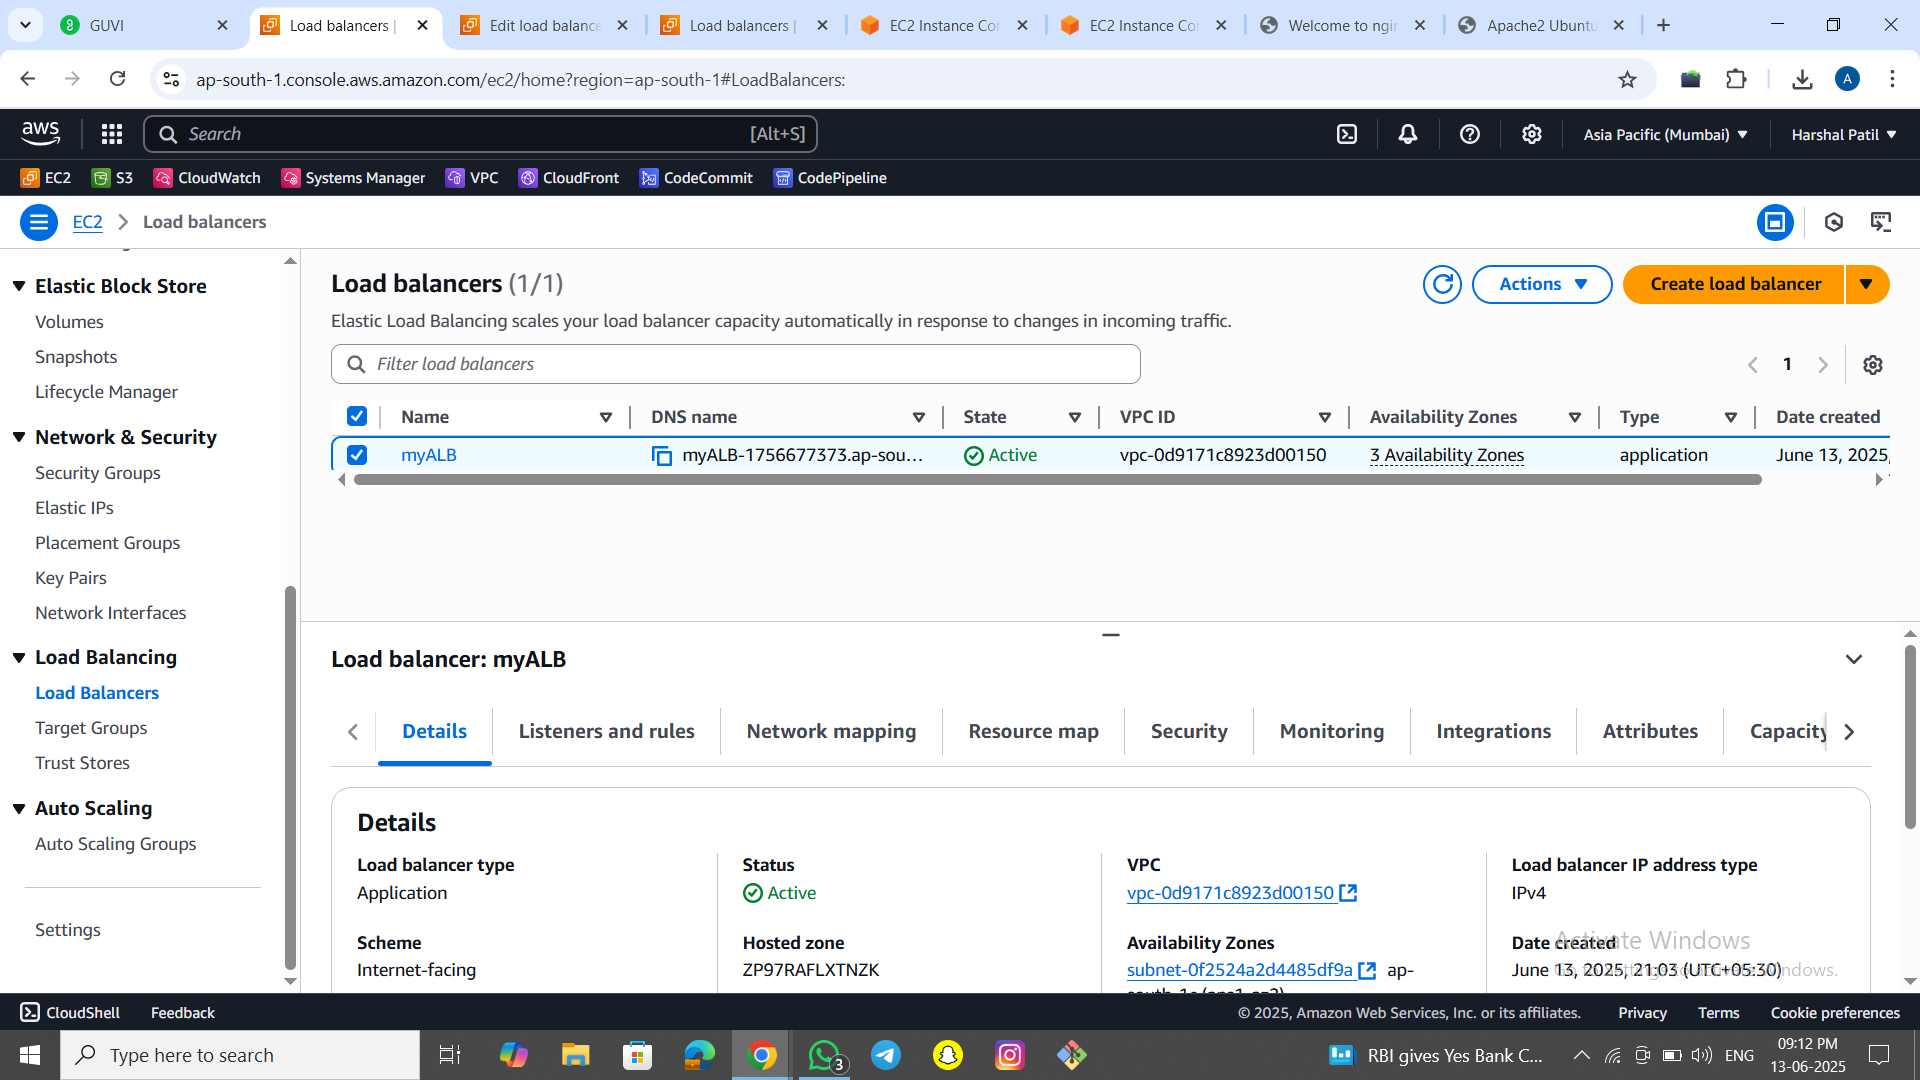 GUVI
Load balancers |
Edit load balance
Load balancers |
EC2 Instance Co
EC2 Instance Co
Welcome to ngi
Apache2 Ubuntu
ap-south-1.console.aws.amazon.com/ec2/home?region=ap-south-1#LoadBalancers:
A
aws
Search
[Alt+S]
Asia Pacific (Mumbai)
Harshal Patil
EC2
S3
CloudWatch
Systems Manager
VPC
CloudFront
CodeCommit
CodePipeline
EC2
Load balancers
Elastic Block Store
Volumes
Snapshots
Lifecycle Manager
Network & Security
Security Groups
Elastic IPs
Placement Groups
Key Pairs
Network Interfaces
Load Balancing
Load Balancers
Target Groups
Trust Stores
Auto Scaling
Auto Scaling Groups
Settings
Load balancers (1/1)
Actions
Create load balancer
Elastic Load Balancing scales your load balancer capacity automatically in response to changes in incoming traffic.
Filter load balancers
1
Name
DNS name
State
VPC ID
Availability Zones
Type
Date created
myALB
myALB-1756677373.ap-sou...
Active
vpc-0d9171c8923d00150
3 Availability Zones
application
June 13, 2025,
Load balancer: myALB
Details
Listeners and rules
Network mapping
Resource map
Security
Monitoring
Integrations
Attributes
Capacity
Details
Load balancer type
Application
Status
Active
VPC
vpc-0d9171c8923d00150
Load balancer IP address type
IPv4
Scheme
Internet-facing
Hosted zone
ZP97RAFLXTNZK
Availability Zones
subnet-0f2524a2d4485df9a ap-
Date created
June 13, 2025, 21:03 (UTC+05:30)
Activate Windows
Go to Settings to activate Windows.
CloudShell
Feedback
© 2025, Amazon Web Services, Inc. or its affiliates.
Privacy
Terms
Cookie preferences
Type here to search
3
RBI gives Yes Bank C...
ENG
09:12 PM
13-06-2025